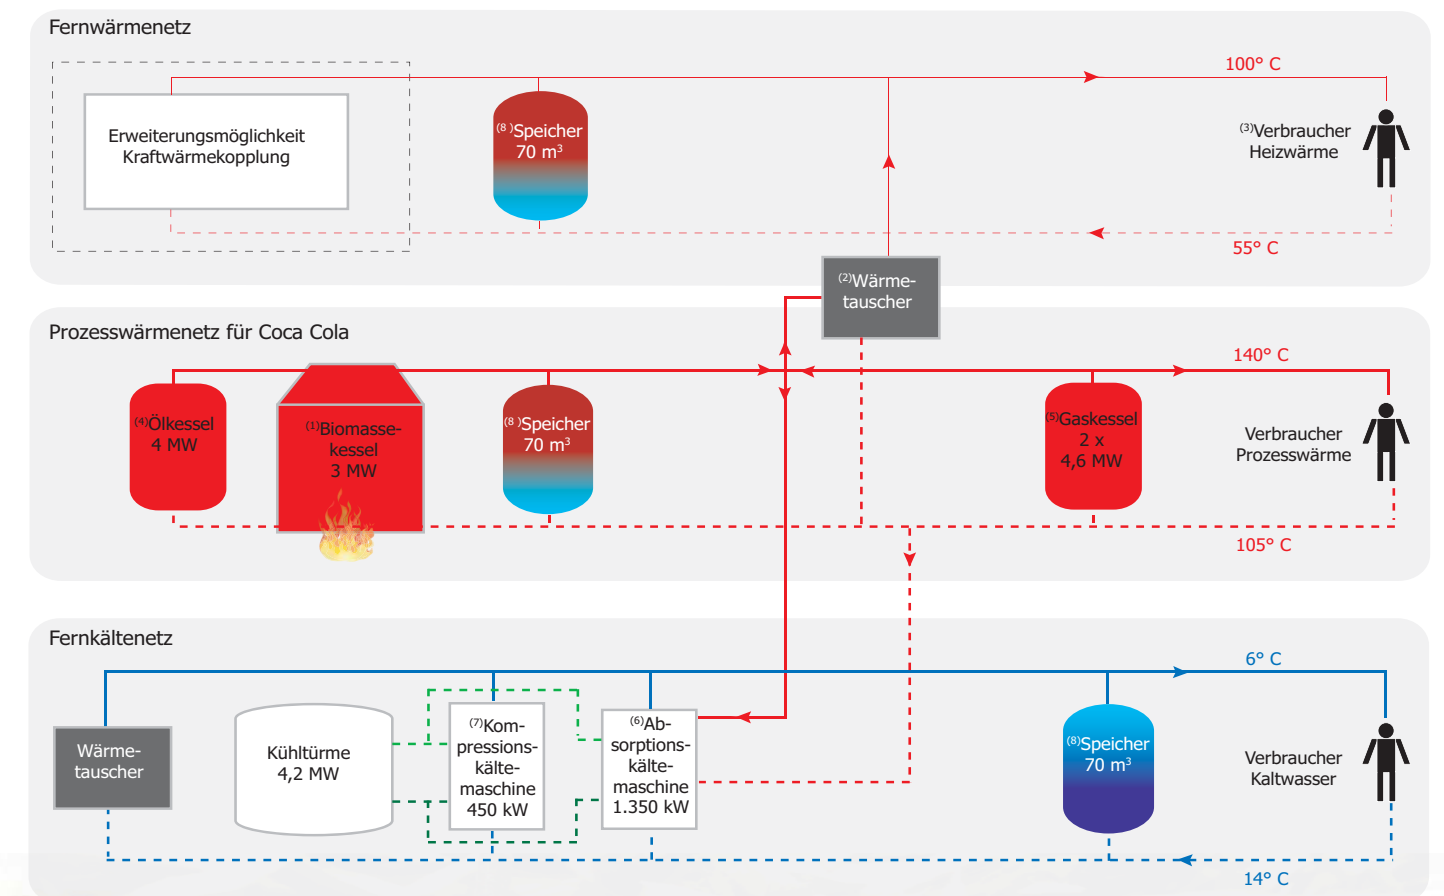 Fernwärmenetz
100° C
Erweiterungsmöglichkeit
Kraftwärmekopplung
(8 )Speicher
70 m³
(3)Verbraucher
Heizwärme
55° C
(2)Wärme-
tauscher
Prozesswärmenetz für Coca Cola
140° C
(4)Ölkessel
4 MW
(1)Biomasse-
kessel
3 MW
(8 )Speicher
70 m³
(5)Gaskessel
2 x
4,6 MW
Verbraucher
Prozesswärme
105° C
Fernkältenetz
6° C
Wärme-
tauscher
Kühltürme
4,2 MW
(7)Kom-
pressions-
kälte-
maschine
450 kW
(6)Ab-
sorptions-
kälte-
maschine
1.350 kW
(8)Speicher
70 m³
Verbraucher
Kaltwasser
14° C